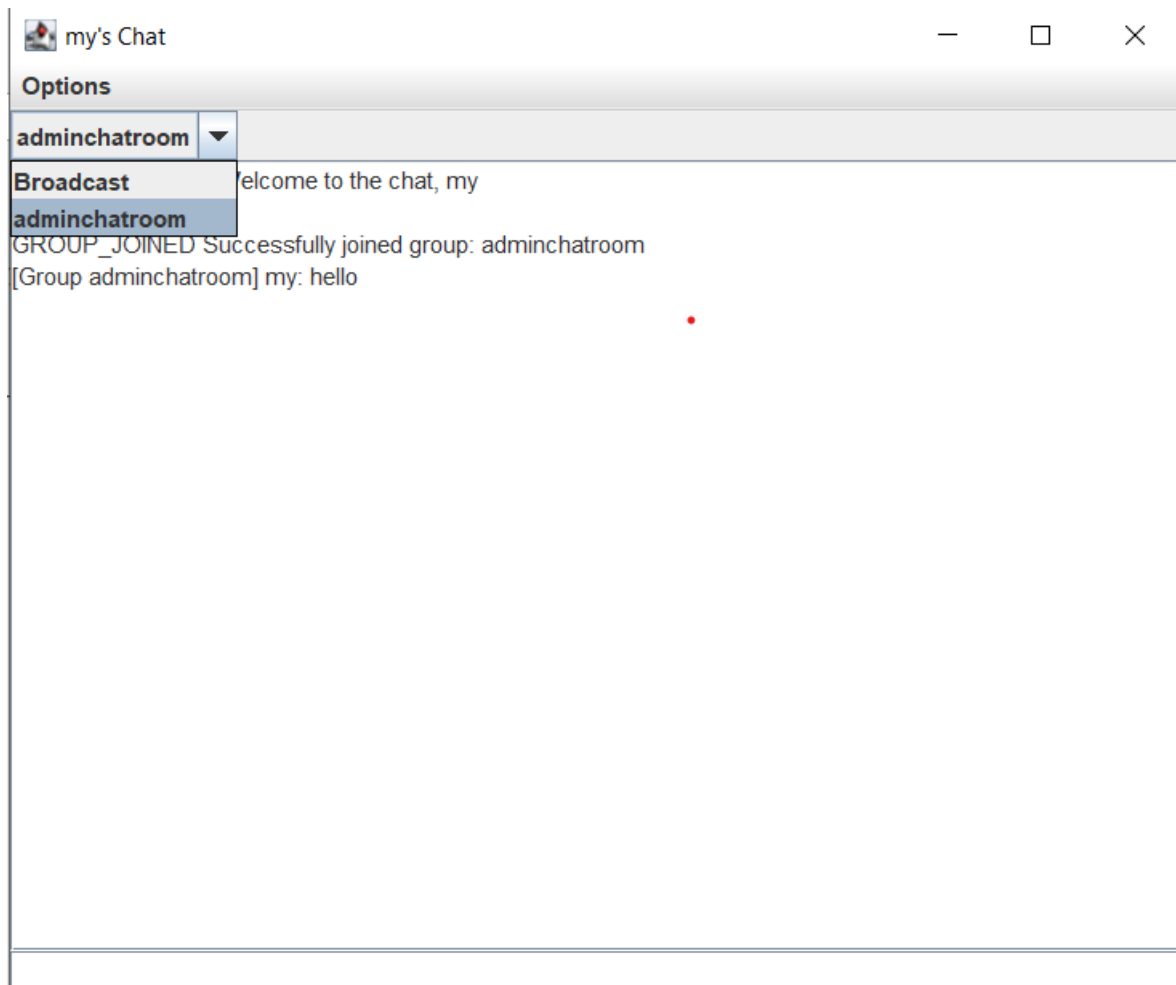 my's Chat
Options
adminchatroom
Broadcast
adminchatroom
to the chat, my
GROUP_JOINED Successfully joined group: adminchatroom
[Group adminchatroom] my: hello